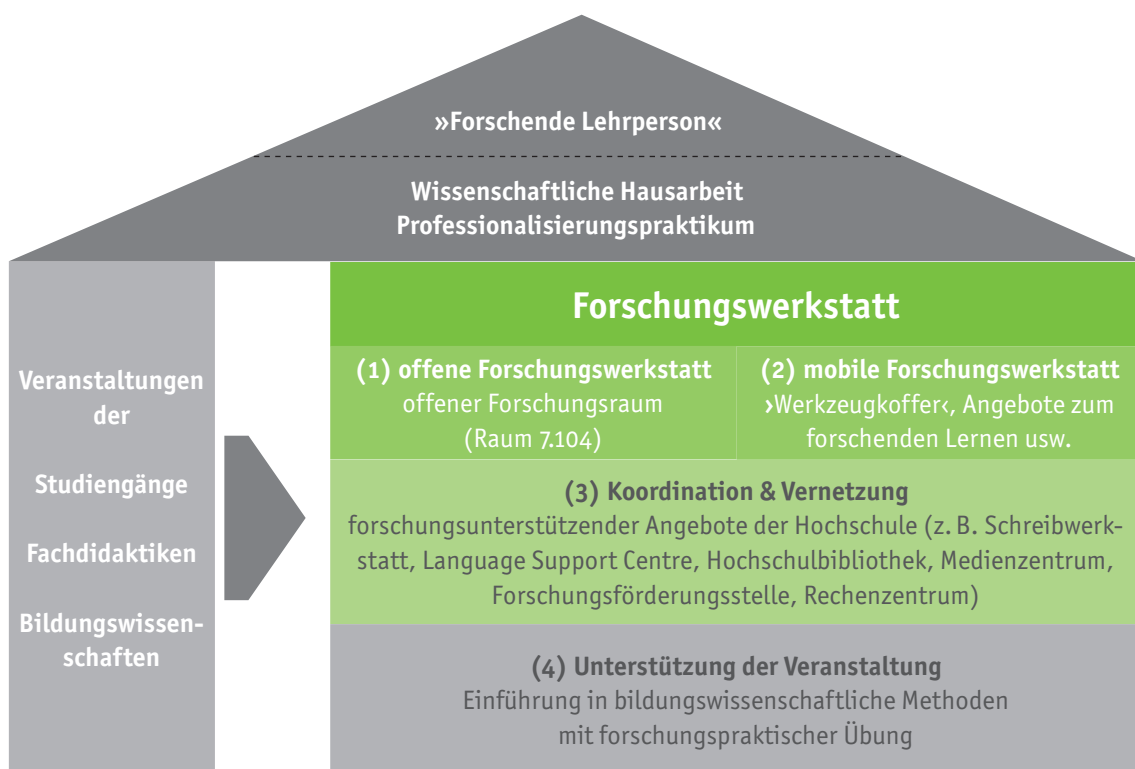 »Forschende Lehrperson«
Wissenschaftliche Hausarbeit
Professionalisierungspraktikum
Veranstaltungen
der
Studiengänge
Fachdidaktiken
Bildungswissen-
schaften
Forschungswerkstatt
(1) offene Forschungswerkstatt
offener Forschungsraum
(Raum 7.104)
(2) mobile Forschungswerkstatt
›Werkzeugkoffer‹, Angebote zum
forschenden Lernen usw.
(3) Koordination & Vernetzung
forschungsunterstützender Angebote der Hochschule (z. B. Schreibwerk-
statt, Language Support Centre, Hochschulbibliothek, Medienzentrum,
Forschungsförderungsstelle, Rechenzentrum)
(4) Unterstützung der Veranstaltung
Einführung in bildungswissenschaftliche Methoden
mit forschungspraktischer Übung